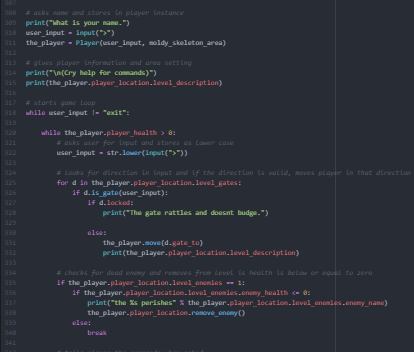 307
308 # asks name and stores in player instance
309 print("What is your name.")
310 user_input = input(">")
311 the_player = Player(user_input, moldy_skeleton_area)
312
313 # gives player information and area setting
314 print("\n(Cry help for commands)")
315 print(the_player.player_location.level_description)
316
317 # starts game loop
318 while user_input != "exit":
319
320 while the_player.player_health > 0:
321 # asks user for input and stores as lower case
322 user_input = str.lower(input(">"))
323
324 # looks for direction in input and if the direction is valid, moves player in that direction
325 for d in the_player.player_location.level_gates:
326 if d.is_gate(user_input):
327 if d.locked:
328 print("The gate rattles and doesnt budge.")
329
330 else:
331 the_player.move(d.gate_to)
332 print(the_player.player_location.level_description)
333
334 # checks for dead enemy and removes from level is health is below or equal to zero
335 if the_player.player_location.level_enemies == 1:
336 if the_player.player_location.level_enemies.enemy_health <= 0:
337 print("the %s perishes" % the_player.player_location.level_enemies.enemy_name)
338 the_player.player_location.remove_enemy()
339 else:
340 break
341